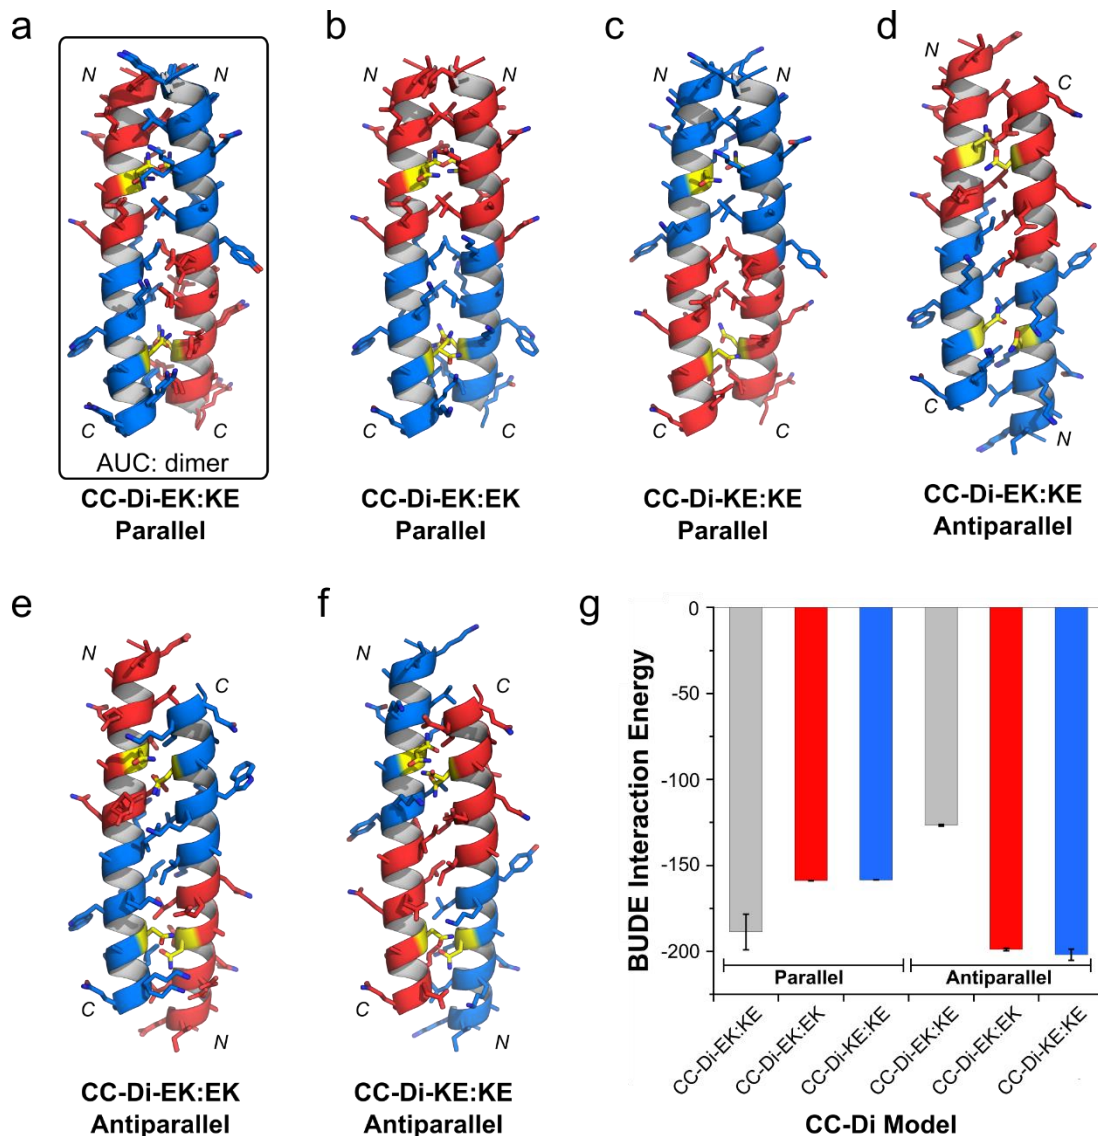 a
b
c
d
N
N
N
N
N
N
N
C
C
C
C
C
C
C
C
N
AUC: dimer
CC-Di-EK:KE
Parallel
CC-Di-EK:EK
Parallel
CC-Di-KE:KE
Parallel
CC-Di-EK:KE
Antiparallel
e
f
g
N
C
N
C
C
N
C
N
CC-Di-EK:EK
Antiparallel
CC-Di-KE:KE
Antiparallel
BUDE Interaction Energy
0
-50
-100
-150
-200
Parallel
Antiparallel
CC-Di-EK:KE
CC-Di-EK:EK
CC-Di-KE:KE
CC-Di-EK:KE
CC-Di-EK:EK
CC-Di-KE:KE
CC-Di Model